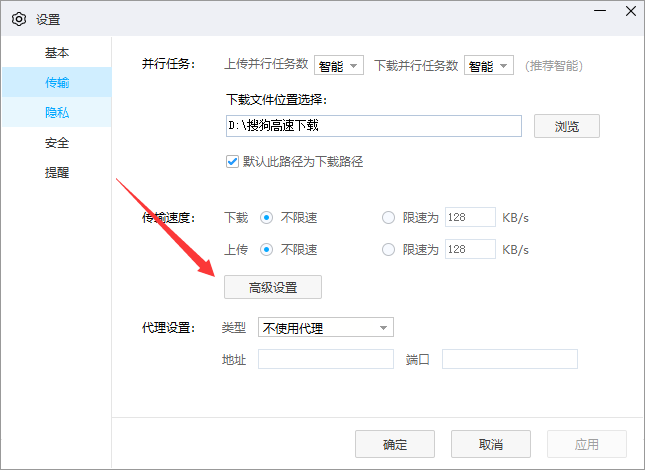 设置
基本
传输
隐私
安全
提醒
并行任务: 上传并行任务数 智能 下载并行任务数 智能 (推荐智能)
下载文件位置选择:
D:\搜狗高速下载 浏览
默认此路径为下载路径
传输速度: 下载 不限速 限速为 128 KB/s
上传 不限速 限速为 128 KB/s
高级设置
代理设置: 类型 不使用代理
地址 端口
确定 取消 应用